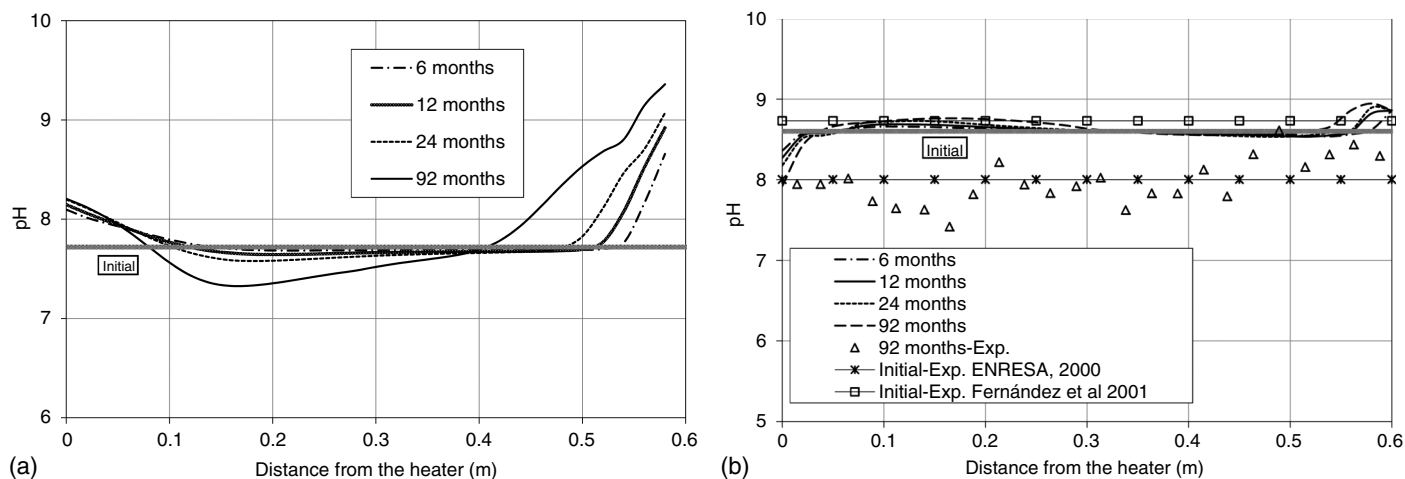 10
9
8
7
6
pH
0
0.1
0.2
0.3
0.4
0.5
0.6
Distance from the heater (m)
6 months
12 months
24 months
92 months
Initial
(a)
10
9
8
7
6
5
pH
0
0.1
0.2
0.3
0.4
0.5
0.6
Distance from the heater (m)
Initial
6 months
12 months
24 months
92 months
92 months-Exp.
Initial-Exp. ENRESA, 2000
Initial-Exp. Fernández et al 2001
(b)